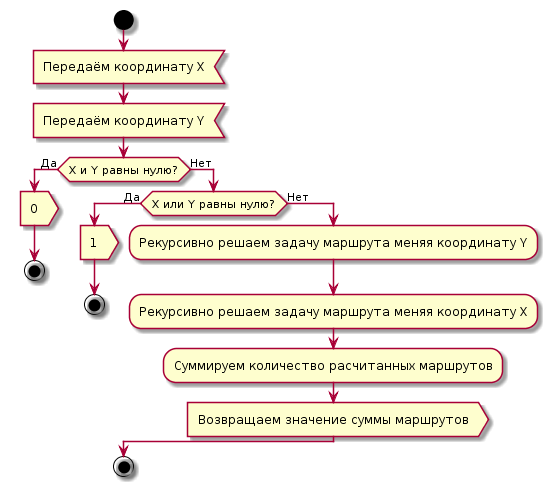 Передаём координату X
Передаём координату Y
Да
X и Y равны нулю?
Нет
0
Да
X или Y равны нулю?
Нет
1
Рекурсивно решаем задачу маршрута меняя координату Y
Рекурсивно решаем задачу маршрута меняя координату X
Суммируем количество расчитанных маршрутов
Возвращаем значение суммы маршрутов